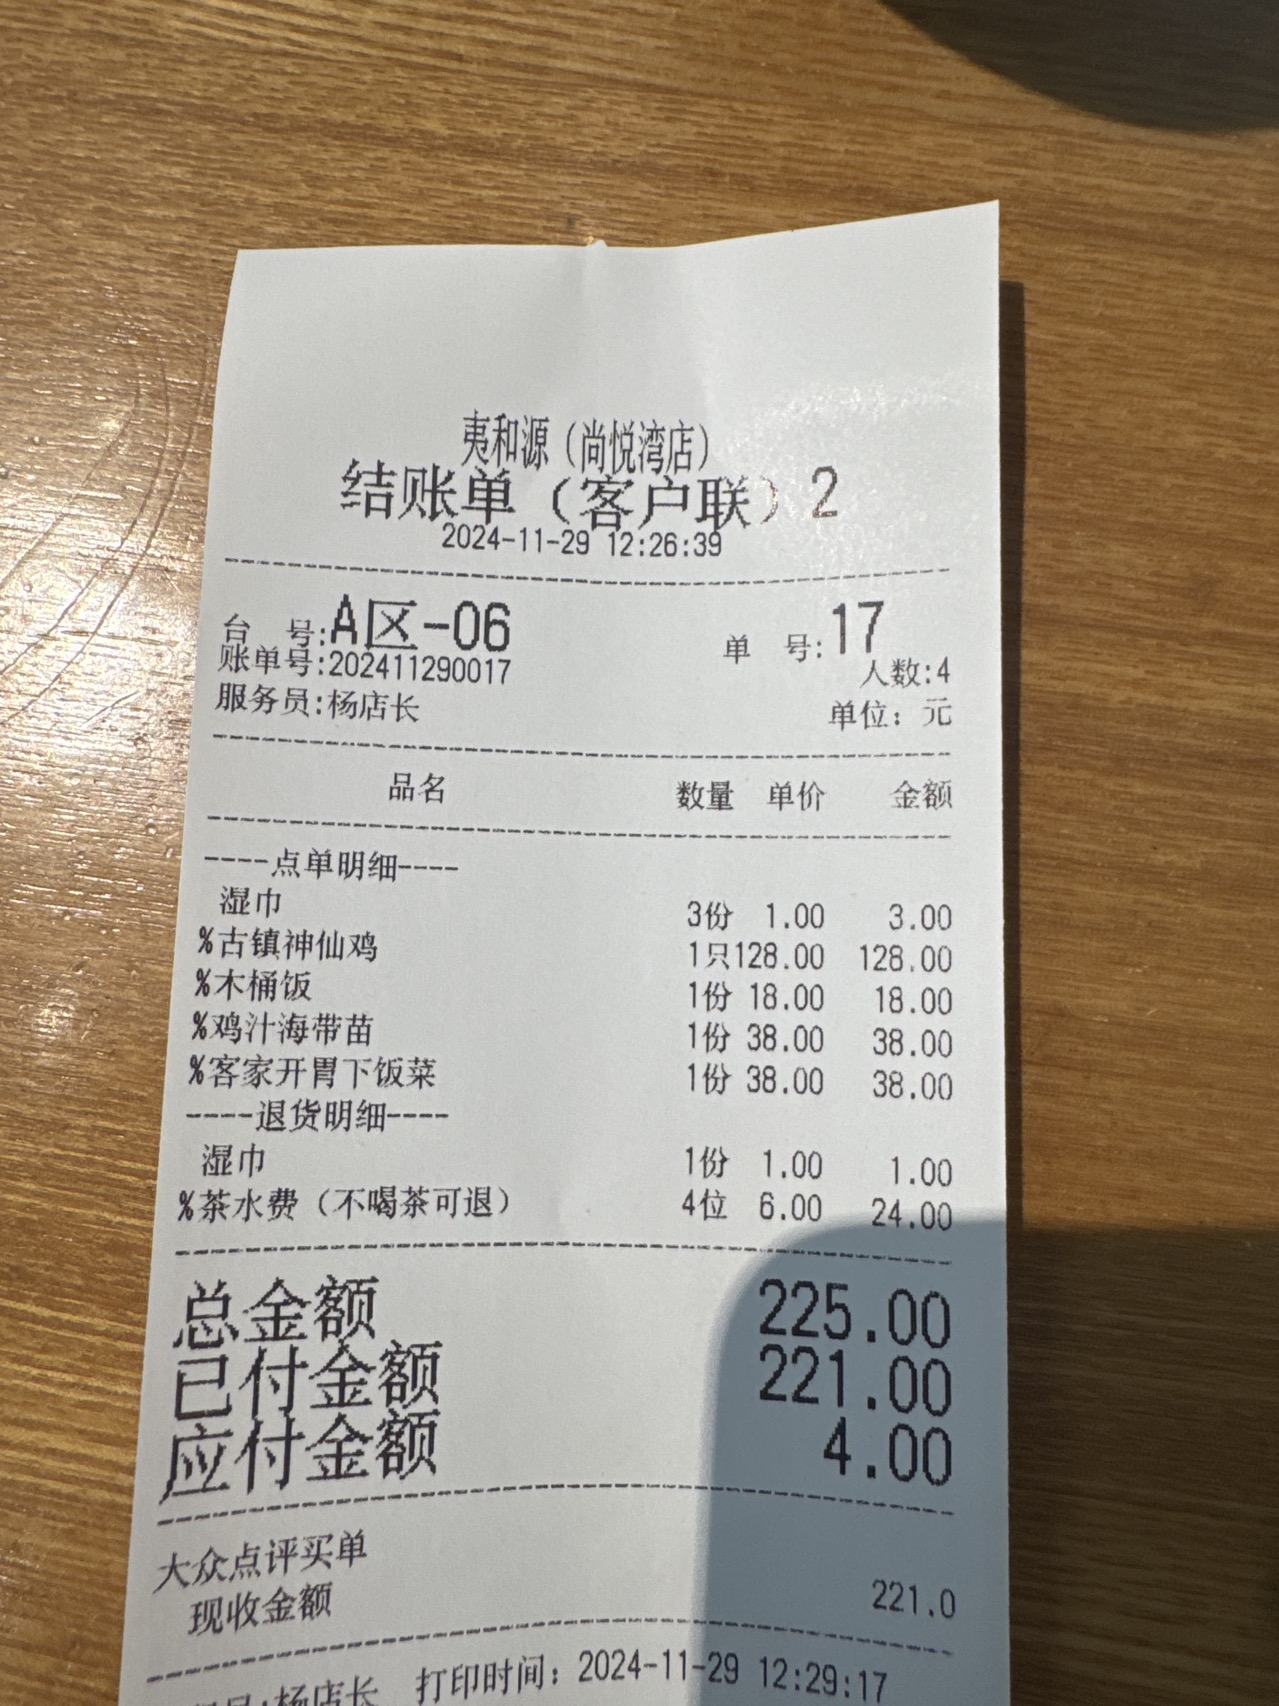 夷和源（尚悦湾店）
结账单（客户联）2
2024-11-29 12:26:39
台 号:A区-06 单 号:17
账单号:202411290017 人数:4
服务员:杨店长 单位：元
品名 数量 单价 金额
----点单明细----
湿巾 3份 1.00 3.00
%古镇神仙鸡 1只128.00 128.00
%木桶饭 1份 18.00 18.00
%鸡汁海带苗 1份 38.00 38.00
%客家开胃下饭菜 1份 38.00 38.00
----退货明细----
湿巾 1份 1.00 1.00
%茶水费（不喝茶可退） 4位 6.00 24.00
总金额 225.00
已付金额 221.00
应付金额 4.00
大众点评买单
现收金额 221.0
员:杨店长 打印时间：2024-11-29 12:29:17